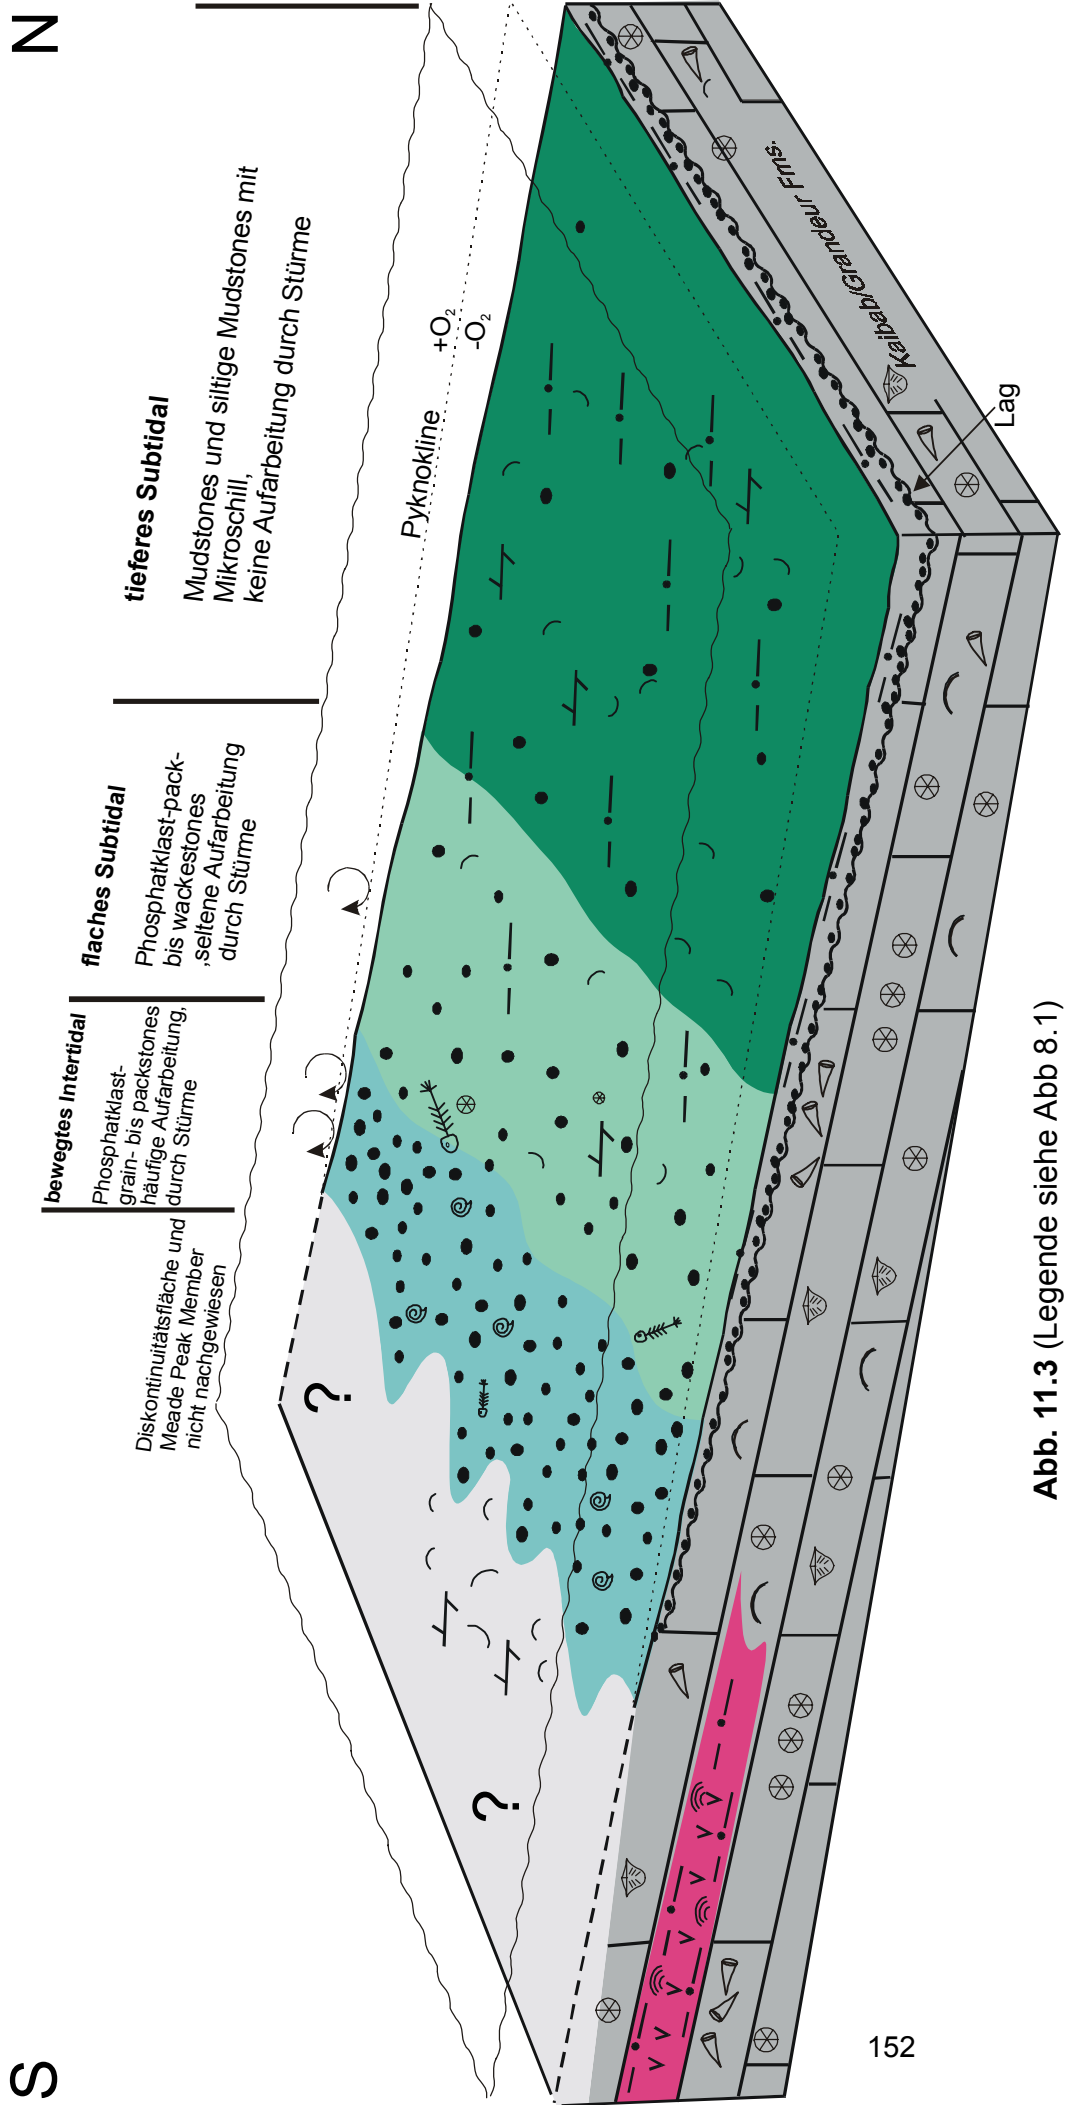 S
N
Diskontinuitätsfläche und
Meade Peak Member
nicht nachgewiesen
bewegtes Intertidal
Phosphatklast-
grain- bis packstones
häufige Aufarbeitung,
durch Stürme
flaches Subtidal
Phosphatklast-pack-
bis wackestones
,seltene Aufarbeitung
durch Stürme
tieferes Subtidal
Mudstones und siltige Mudstones mit
Mikroschill,
keine Aufarbeitung durch Stürme
Pyknokline
+O2
-O2
?
?
Kaibab/Grandeur Fms.
Lag
Abb. 11.3 (Legende siehe Abb 8.1)
152